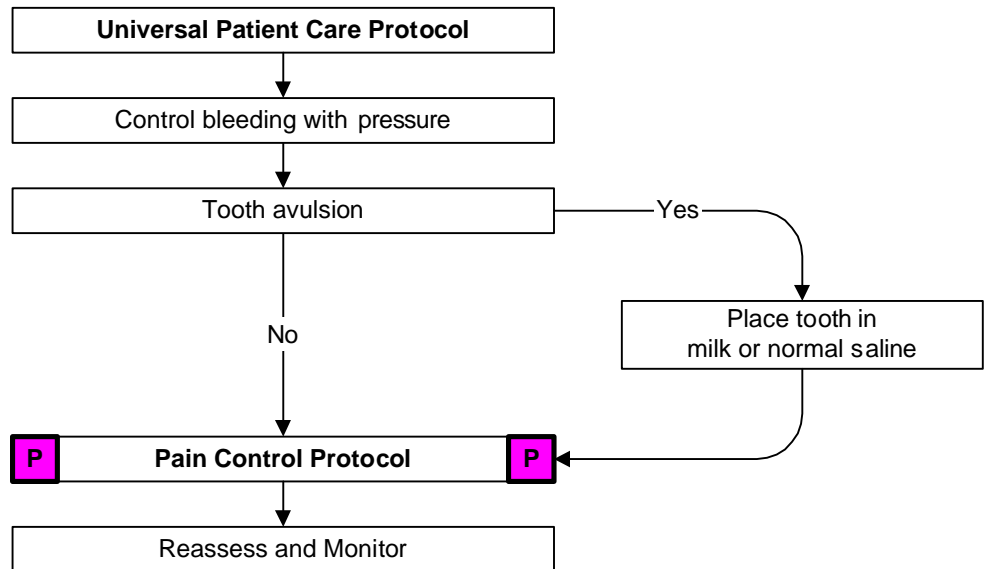 Universal Patient Care Protocol
Control bleeding with pressure
Tooth avulsion
Yes
Place tooth in
milk or normal saline
No
P Pain Control Protocol P
Reassess and Monitor